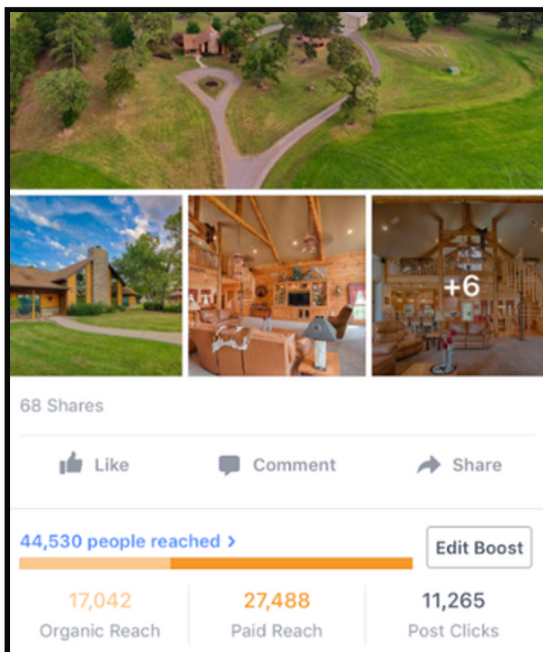 +6
68 Shares
Like Comment Share
44,530 people reached >
Edit Boost
17,042 27,488 11,265
Organic Reach Paid Reach Post Clicks